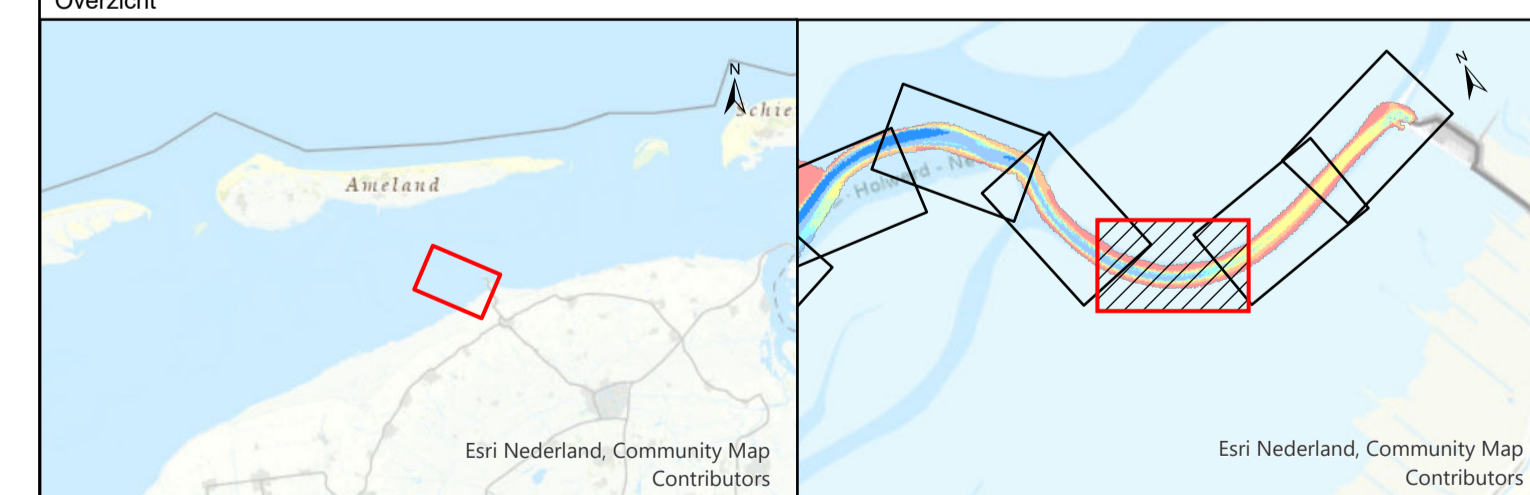 Overzicht
N
Schie
Ameland
Esri Nederland, Community Map
Contributors
N
- Holwerd - Ne
Esri Nederland, Community Map
Contributors